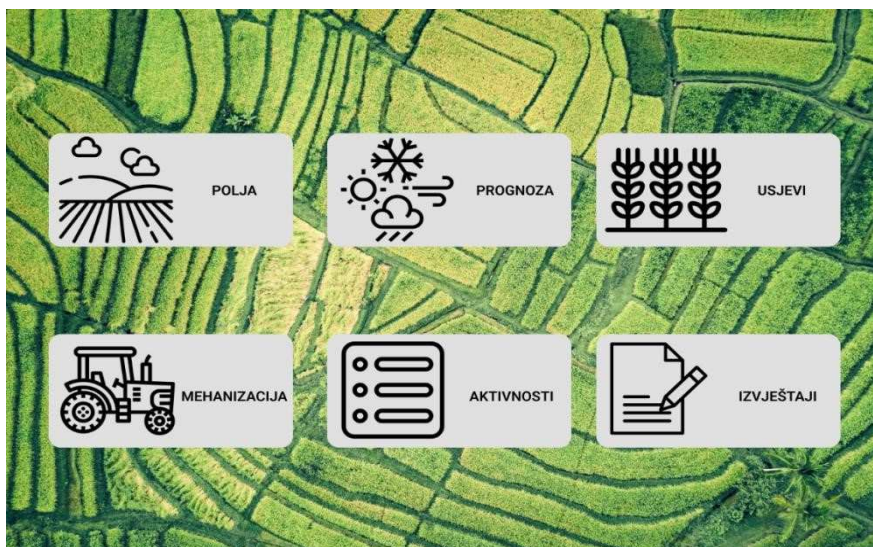 POLJA
PROGNOZA
USJEVI
MEHANIZACIJA
AKTIVNOSTI
IZVJEŠTAJI